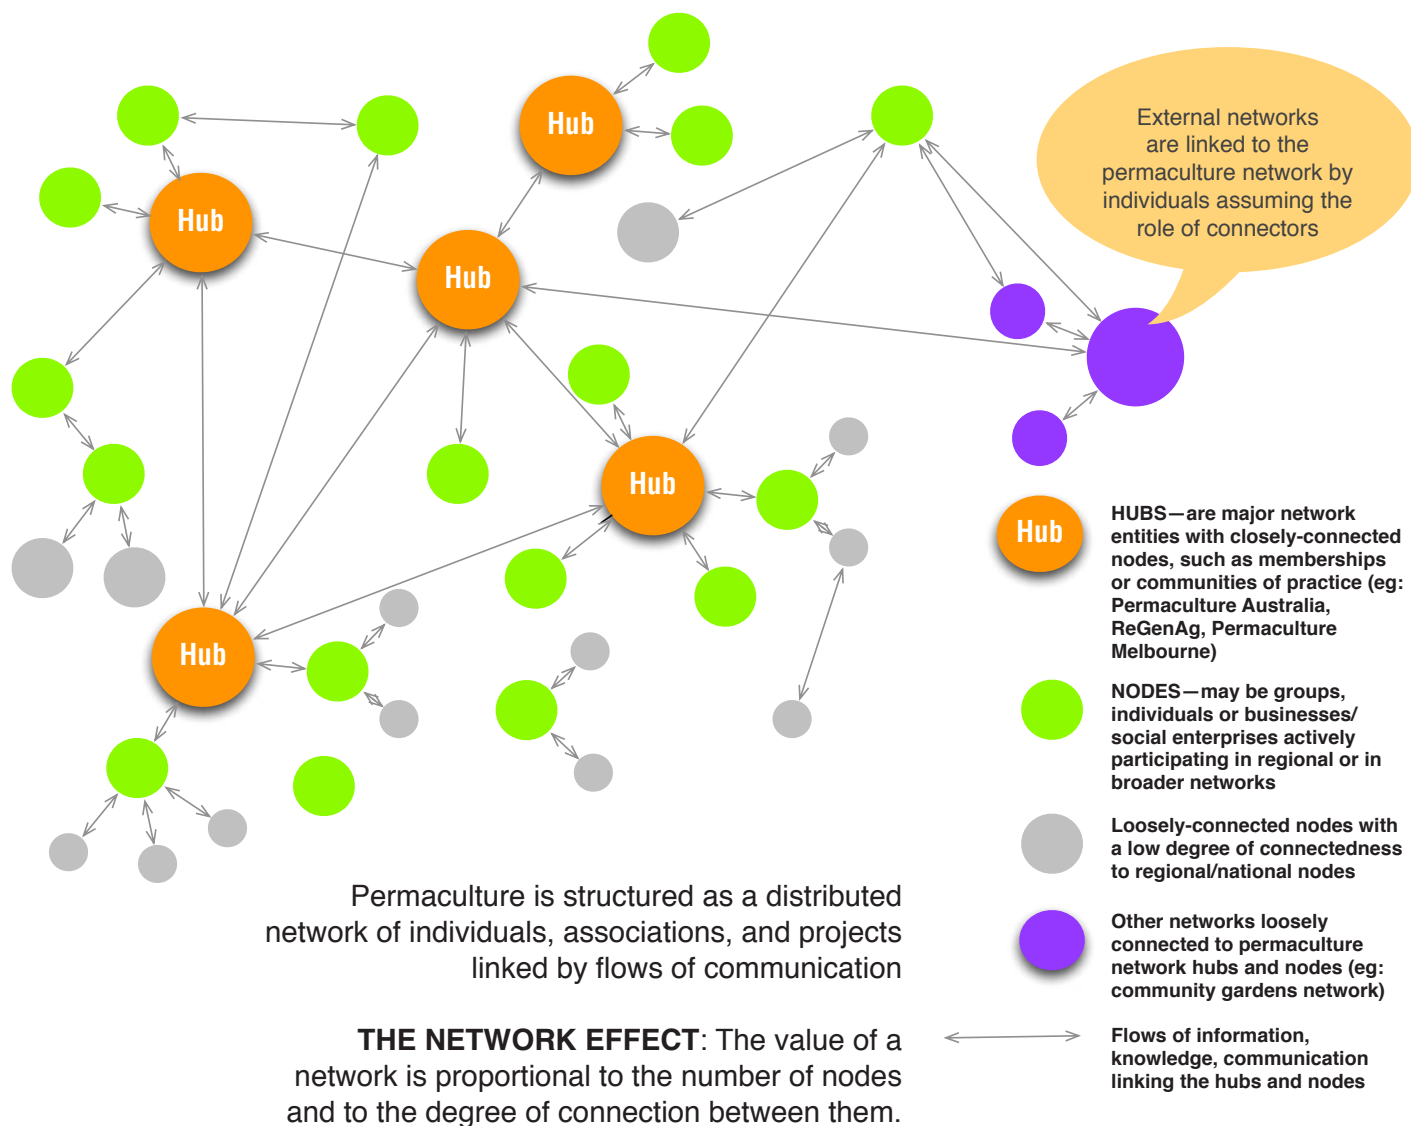 External networks
are linked to the
permaculture network by
individuals assuming the
role of connectors
Hub
Hub
Hub
Hub
Hub
Hub
HUBS—are major network
entities with closely-connected
nodes, such as memberships
or communities of practice (eg:
Permaculture Australia,
ReGenAg, Permaculture
Melbourne)
NODES—may be groups,
individuals or businesses/
social enterprises actively
participating in regional or in
broader networks
Loosely-connected nodes with
a low degree of connectedness
to regional/national nodes
Other networks loosely
connected to permaculture
network hubs and nodes (eg:
community gardens network)
Flows of information,
knowledge, communication
linking the hubs and nodes
Permaculture is structured as a distributed
network of individuals, associations, and projects
linked by flows of communication
THE NETWORK EFFECT: The value of a
network is proportional to the number of nodes
and to the degree of connection between them.